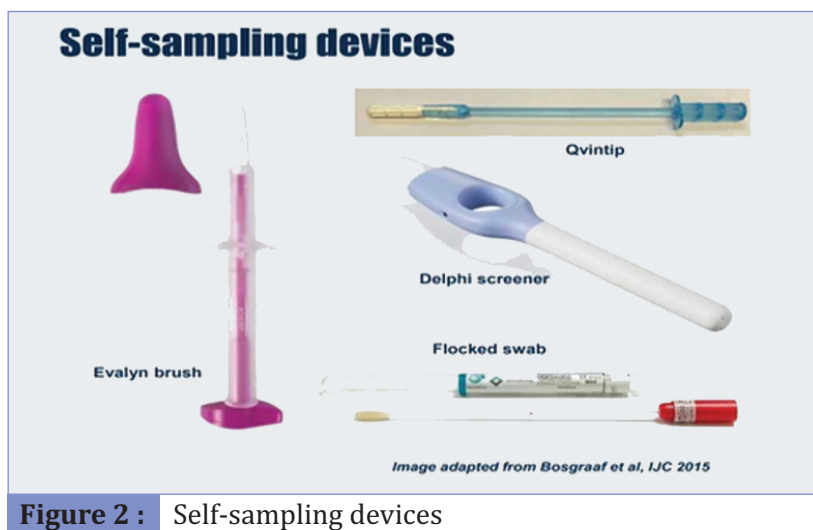 Self-sampling devices
Qvintip
Delphi screener
Flocked swab
Evalyn brush
Image adapted from Bosgraaf et al, IJC 2015
Figure 2 : Self-sampling devices